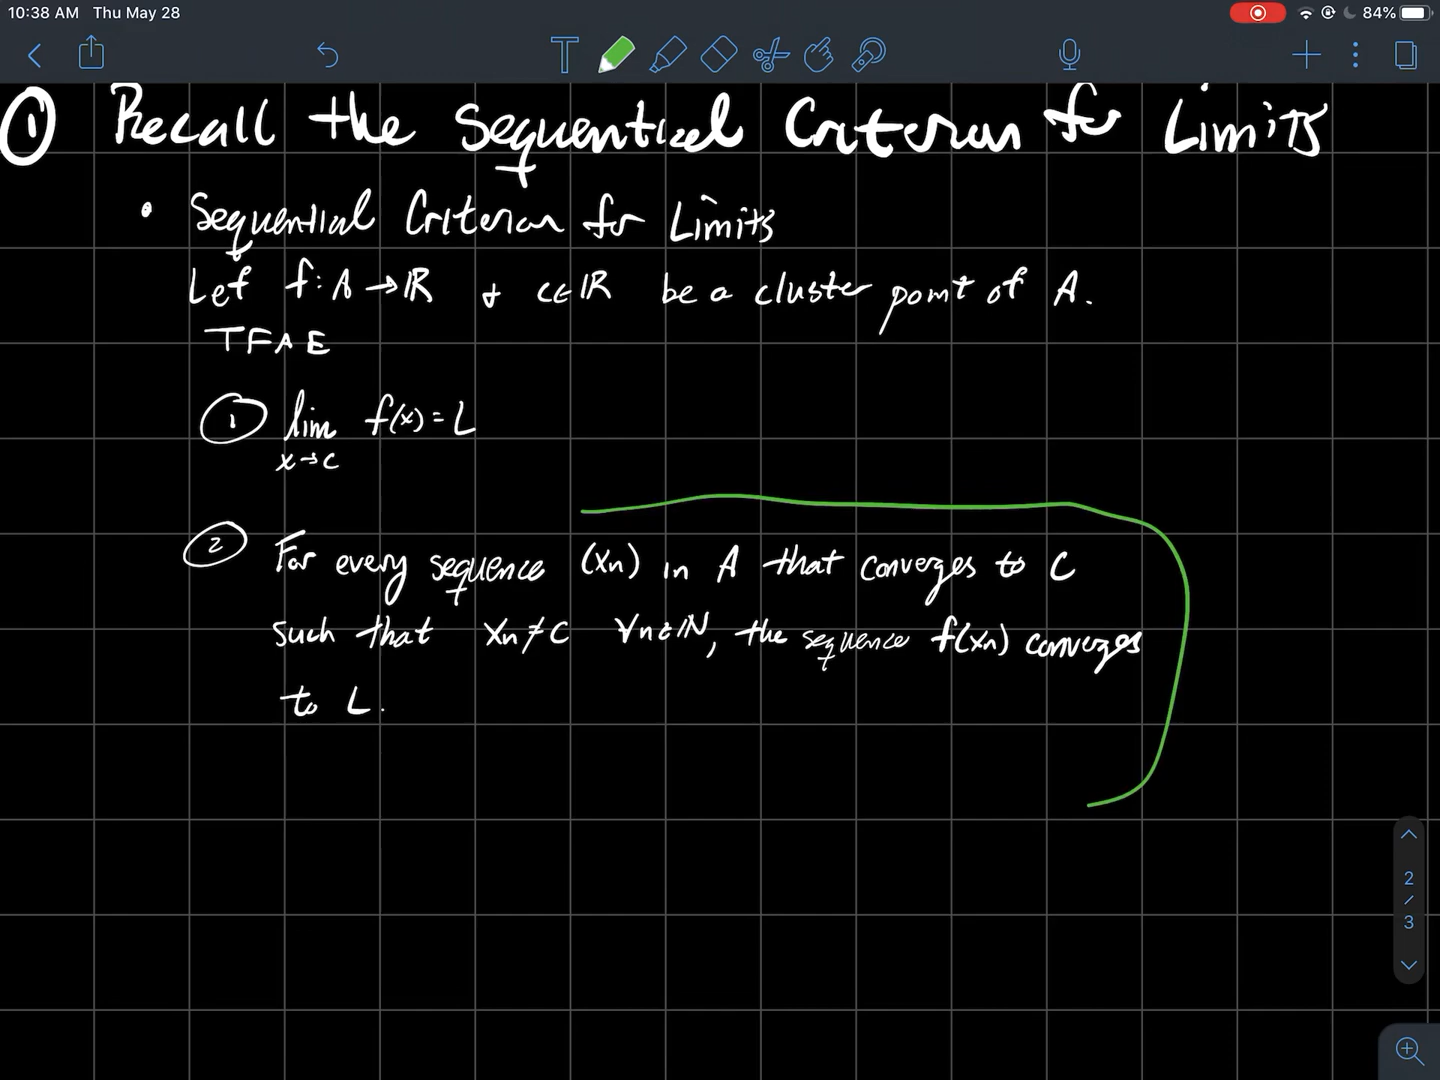 10:38 AM Thu May 28
84%
① Recall the Sequential Criterion for Limits
• Sequential Criterion for Limits
Let f: A → ℝ & c ∈ ℝ be a cluster point of A.
TFAE
① lim f(x) = L
x→c
② For every sequence (xn) in A that converges to C
such that xn ≠ C ∀n∈ℕ, the sequence f(xn) converges
to L.
2
/
3